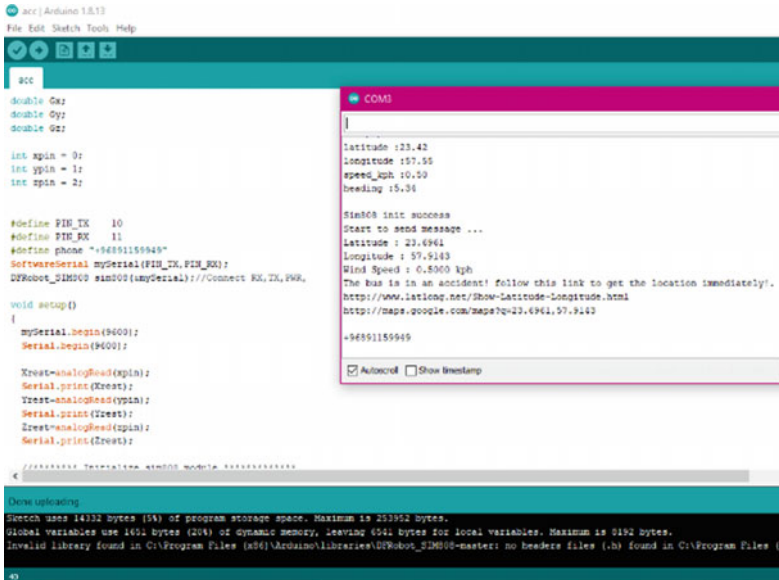 acc | Arduino 1.8.13
File Edit Sketch Tools Help
acc
double Gx;
double Gy;
double Gz;
int xpin = 0;
int ypin = 1;
int zpin = 2;
#define PIN_TX 10
#define PIN_RX 11
#define phone "+96891159949"
SoftwareSerial mySerial(PIN_TX,PIN_RX);
DFRobot_SIM808 sim808(&mySerial);//Connect RX,TX,PWR,
void setup()
{
mySerial.begin(9600);
Serial.begin(9600);
Xrest=analogRead(xpin);
Serial.print(Xrest);
Yrest=analogRead(ypin);
Serial.print(Yrest);
Zrest=analogRead(zpin);
Serial.print(Zrest);
Initialize sim808 module
COM3
latitude :23.42
longitude :57.55
speed_kph :0.50
heading :5.34
Sim808 init success
Start to send message ...
Latitude : 23.6961
Longitude : 57.9143
Wind Speed : 0.5000 kph
The bus is in an accident! follow this link to get the location immediately!.
http://www.latlong.net/Show-Latitude-Longitude.html
http://maps.google.com/maps?q=23.6961,57.9143
+96891159949
Autoscroll Show timestamp
Done uploading.
Sketch uses 14332 bytes (5%) of program storage space. Maximum is 253952 bytes.
Global variables use 1651 bytes (20%) of dynamic memory, leaving 6541 bytes for local variables. Maximum is 8192 bytes.
Invalid library found in C:\Program Files (x86)\Arduino\libraries\DFRobot_SIM808-master: no headers files (.h) found in C:\Program Files (